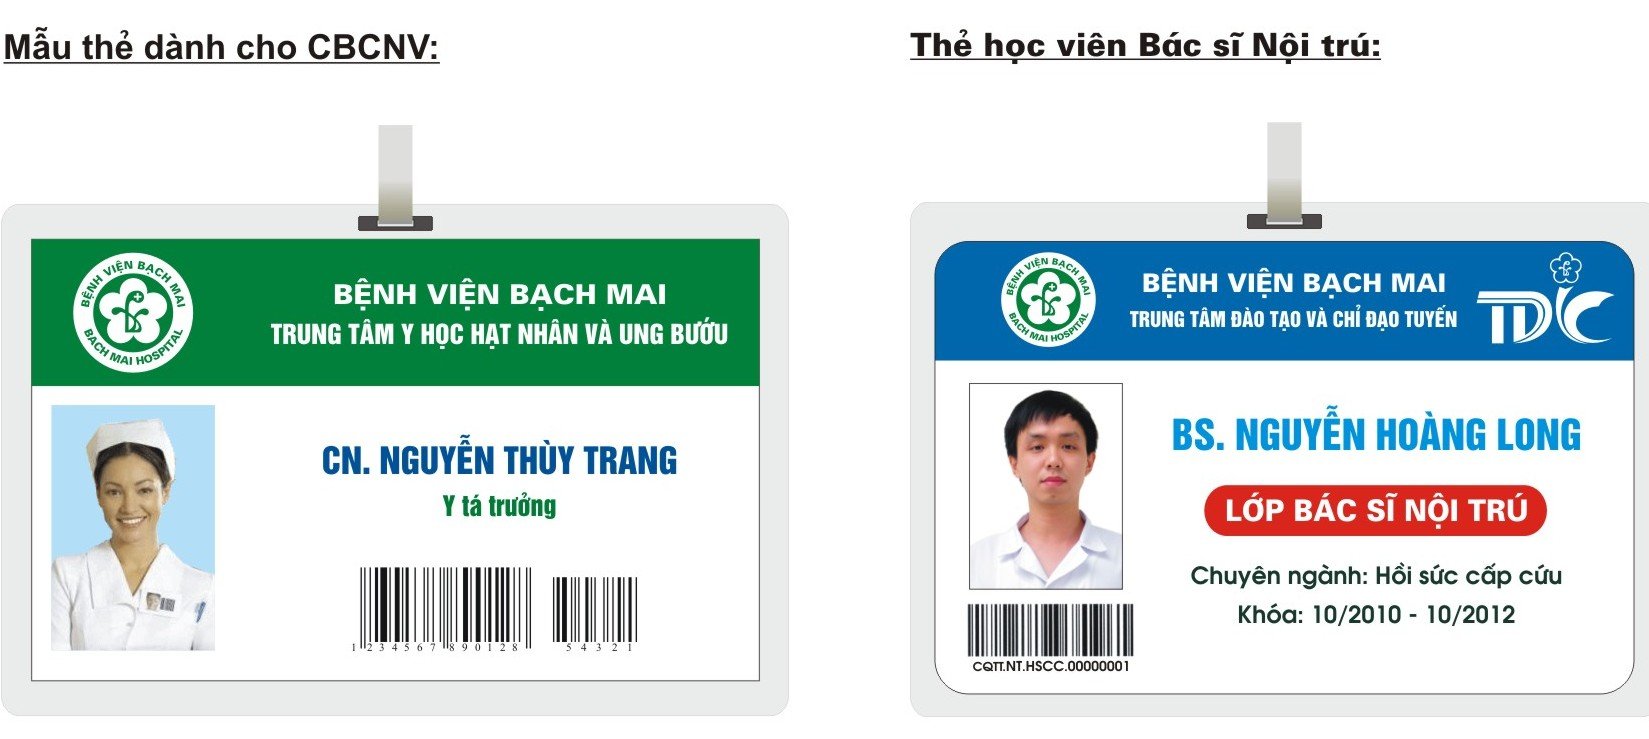 Mẫu thẻ dành cho CBCNV:
BỆNH VIỆN BẠCH MAI
BACH MAI HOSPITAL
BỆNH VIỆN BẠCH MAI
TRUNG TÂM Y HỌC HẠT NHÂN VÀ UNG BƯỚU
CN. NGUYỄN THÙY TRANG
Y tá trưởng
1 234567 890128 54321
Thẻ học viên Bác sĩ Nội trú:
BỆNH VIỆN BẠCH MAI
BACH MAI HOSPITAL
BỆNH VIỆN BẠCH MAI
TRUNG TÂM ĐÀO TẠO VÀ CHỈ ĐẠO TUYẾN
TDC
BS. NGUYỄN HOÀNG LONG
LỚP BÁC SĨ NỘI TRÚ
Chuyên ngành: Hồi sức cấp cứu
Khóa: 10/2010 - 10/2012
CQTT.NT.HSCC.00000001